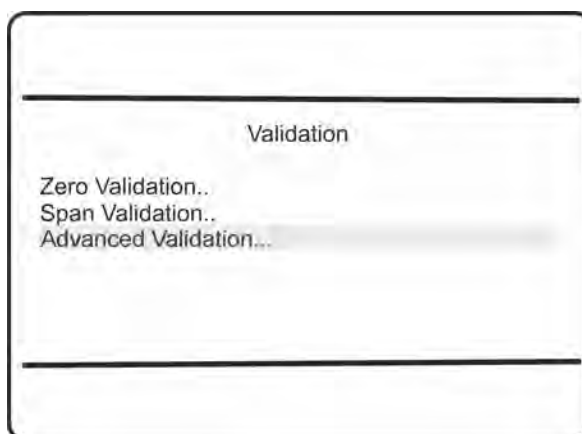 Validation
Zero Validation..
Span Validation..
Advanced Validation...